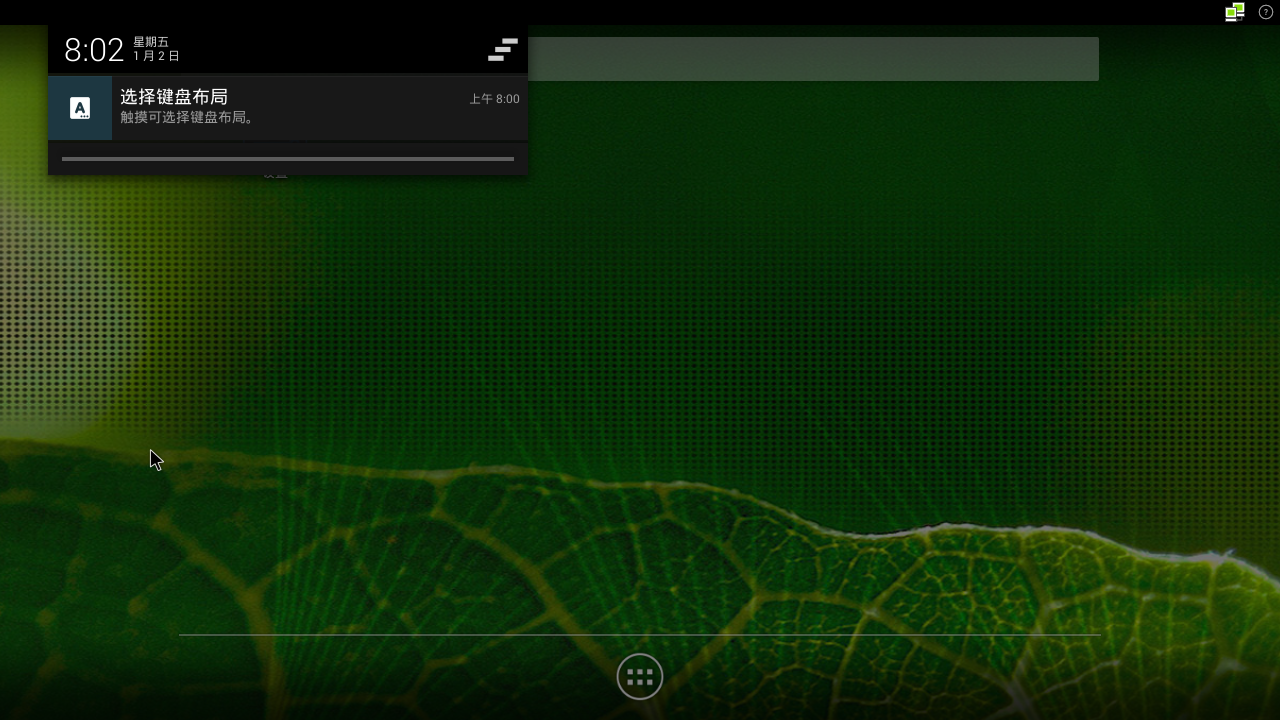 8:02
星期五
1 月 2 日
选择键盘布局
上午 8:00
触摸可选择键盘布局。